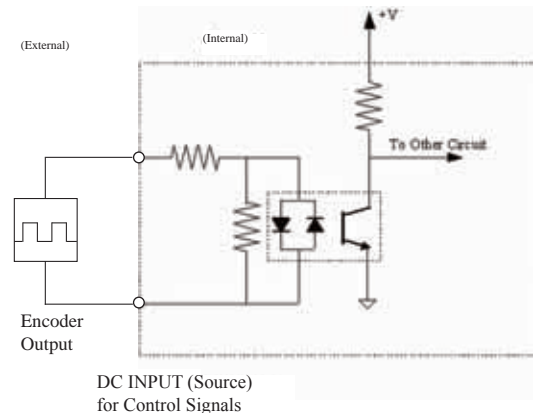 +V
(External)
(Internal)
To Other Circuit
Encoder
Output
DC INPUT (Source)
for Control Signals